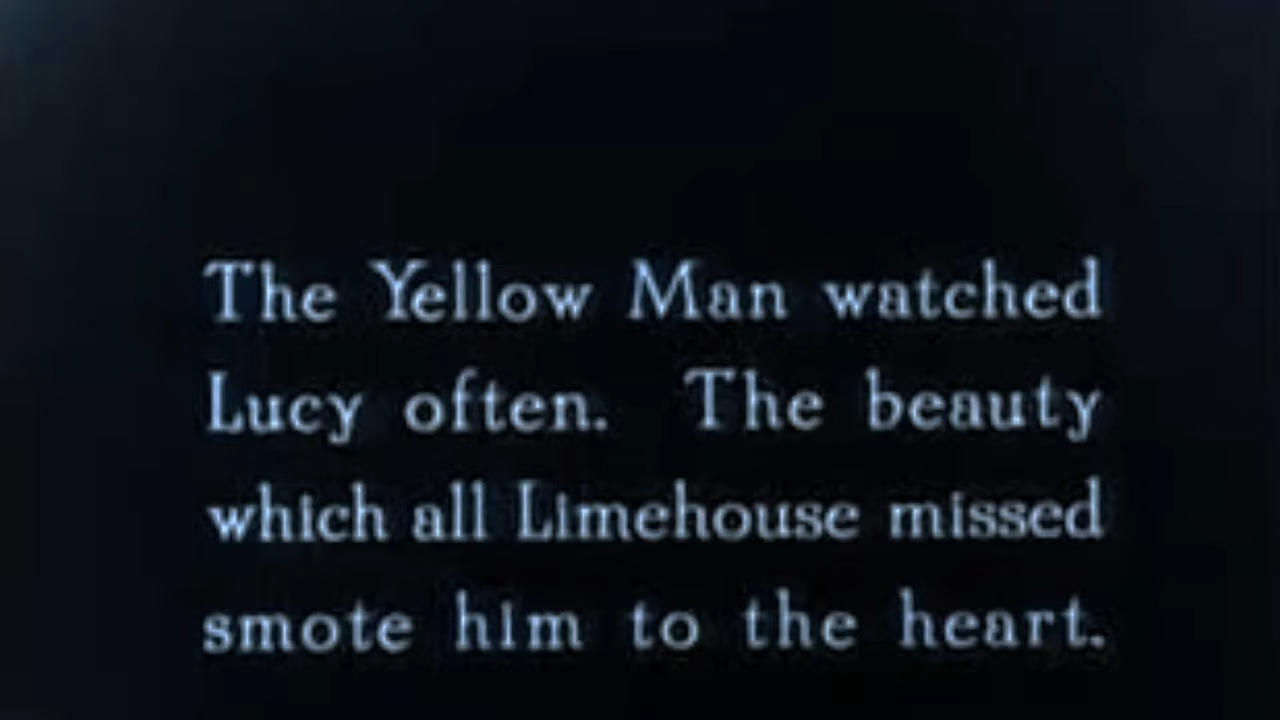 The Yellow Man watched
Lucy often. The beauty
which all Limehouse missed
smote him to the heart.